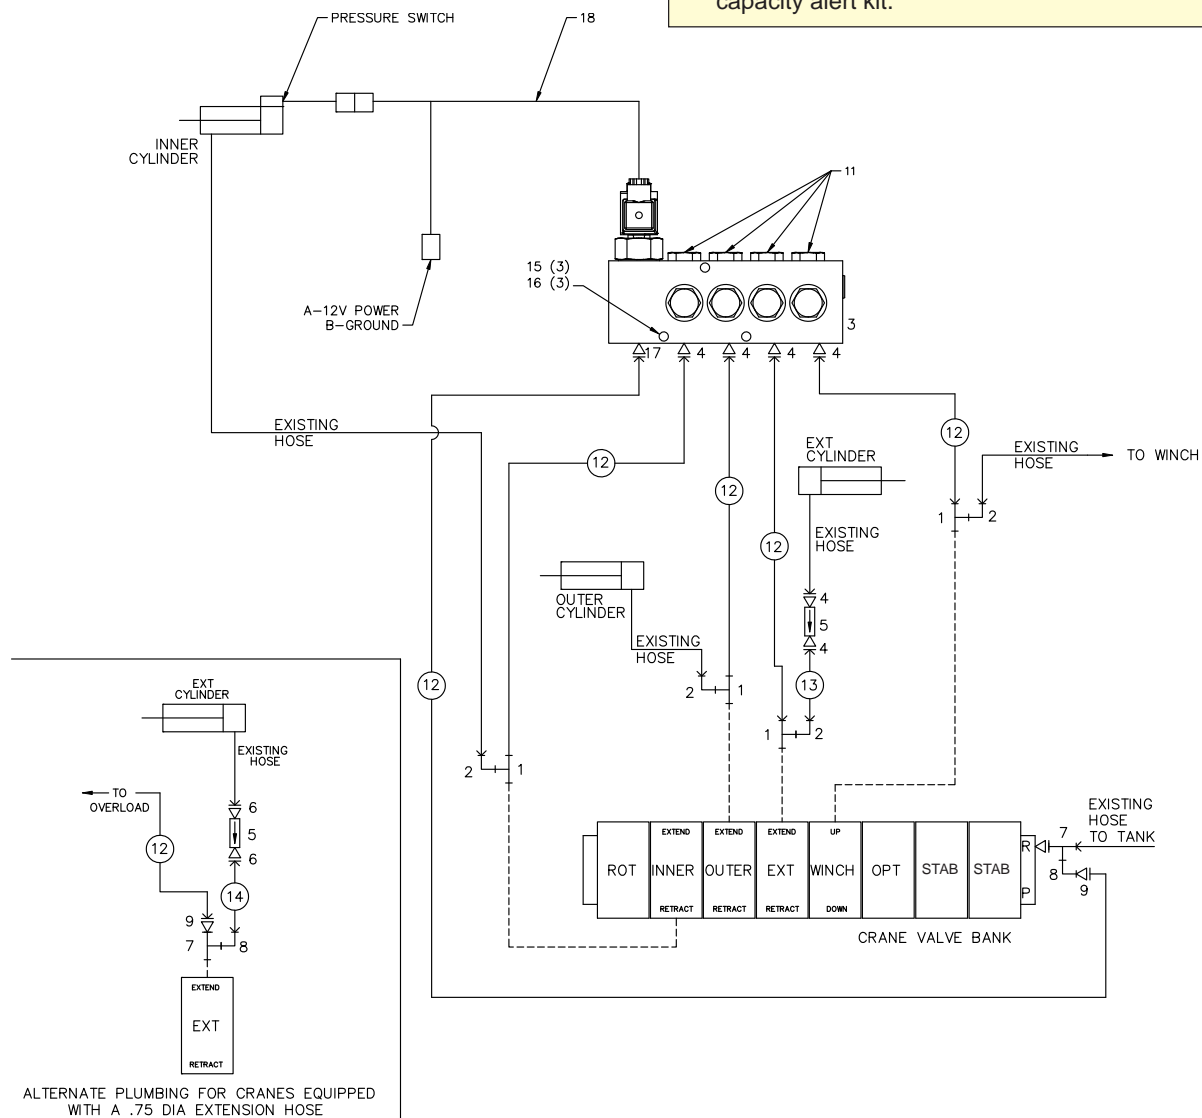 capacity alert kit.
PRESSURE SWITCH
18
INNER
CYLINDER
11
15 (3)
16 (3)
A-12V POWER
B-GROUND
3
17
4
4
4
4
EXISTING
HOSE
12
12
12
12
EXT
CYLINDER
EXISTING
HOSE
TO WINCH
1
2
EXISTING
HOSE
OUTER
CYLINDER
4
5
4
EXISTING
HOSE
12
2
1
13
1
2
2
1
EXT
CYLINDER
EXISTING
HOSE
TO
OVERLOAD
6
5
6
12
14
9
7
8
EXTEND
EXT
RETRACT
ALTERNATE PLUMBING FOR CRANES EQUIPPED
WITH A .75 DIA EXTENSION HOSE
ROT
EXTEND
INNER
RETRACT
EXTEND
OUTER
RETRACT
EXTEND
EXT
RETRACT
UP
WINCH
DOWN
OPT
STAB
STAB
R
P
7
8
9
EXISTING
HOSE
TO TANK
CRANE VALVE BANK